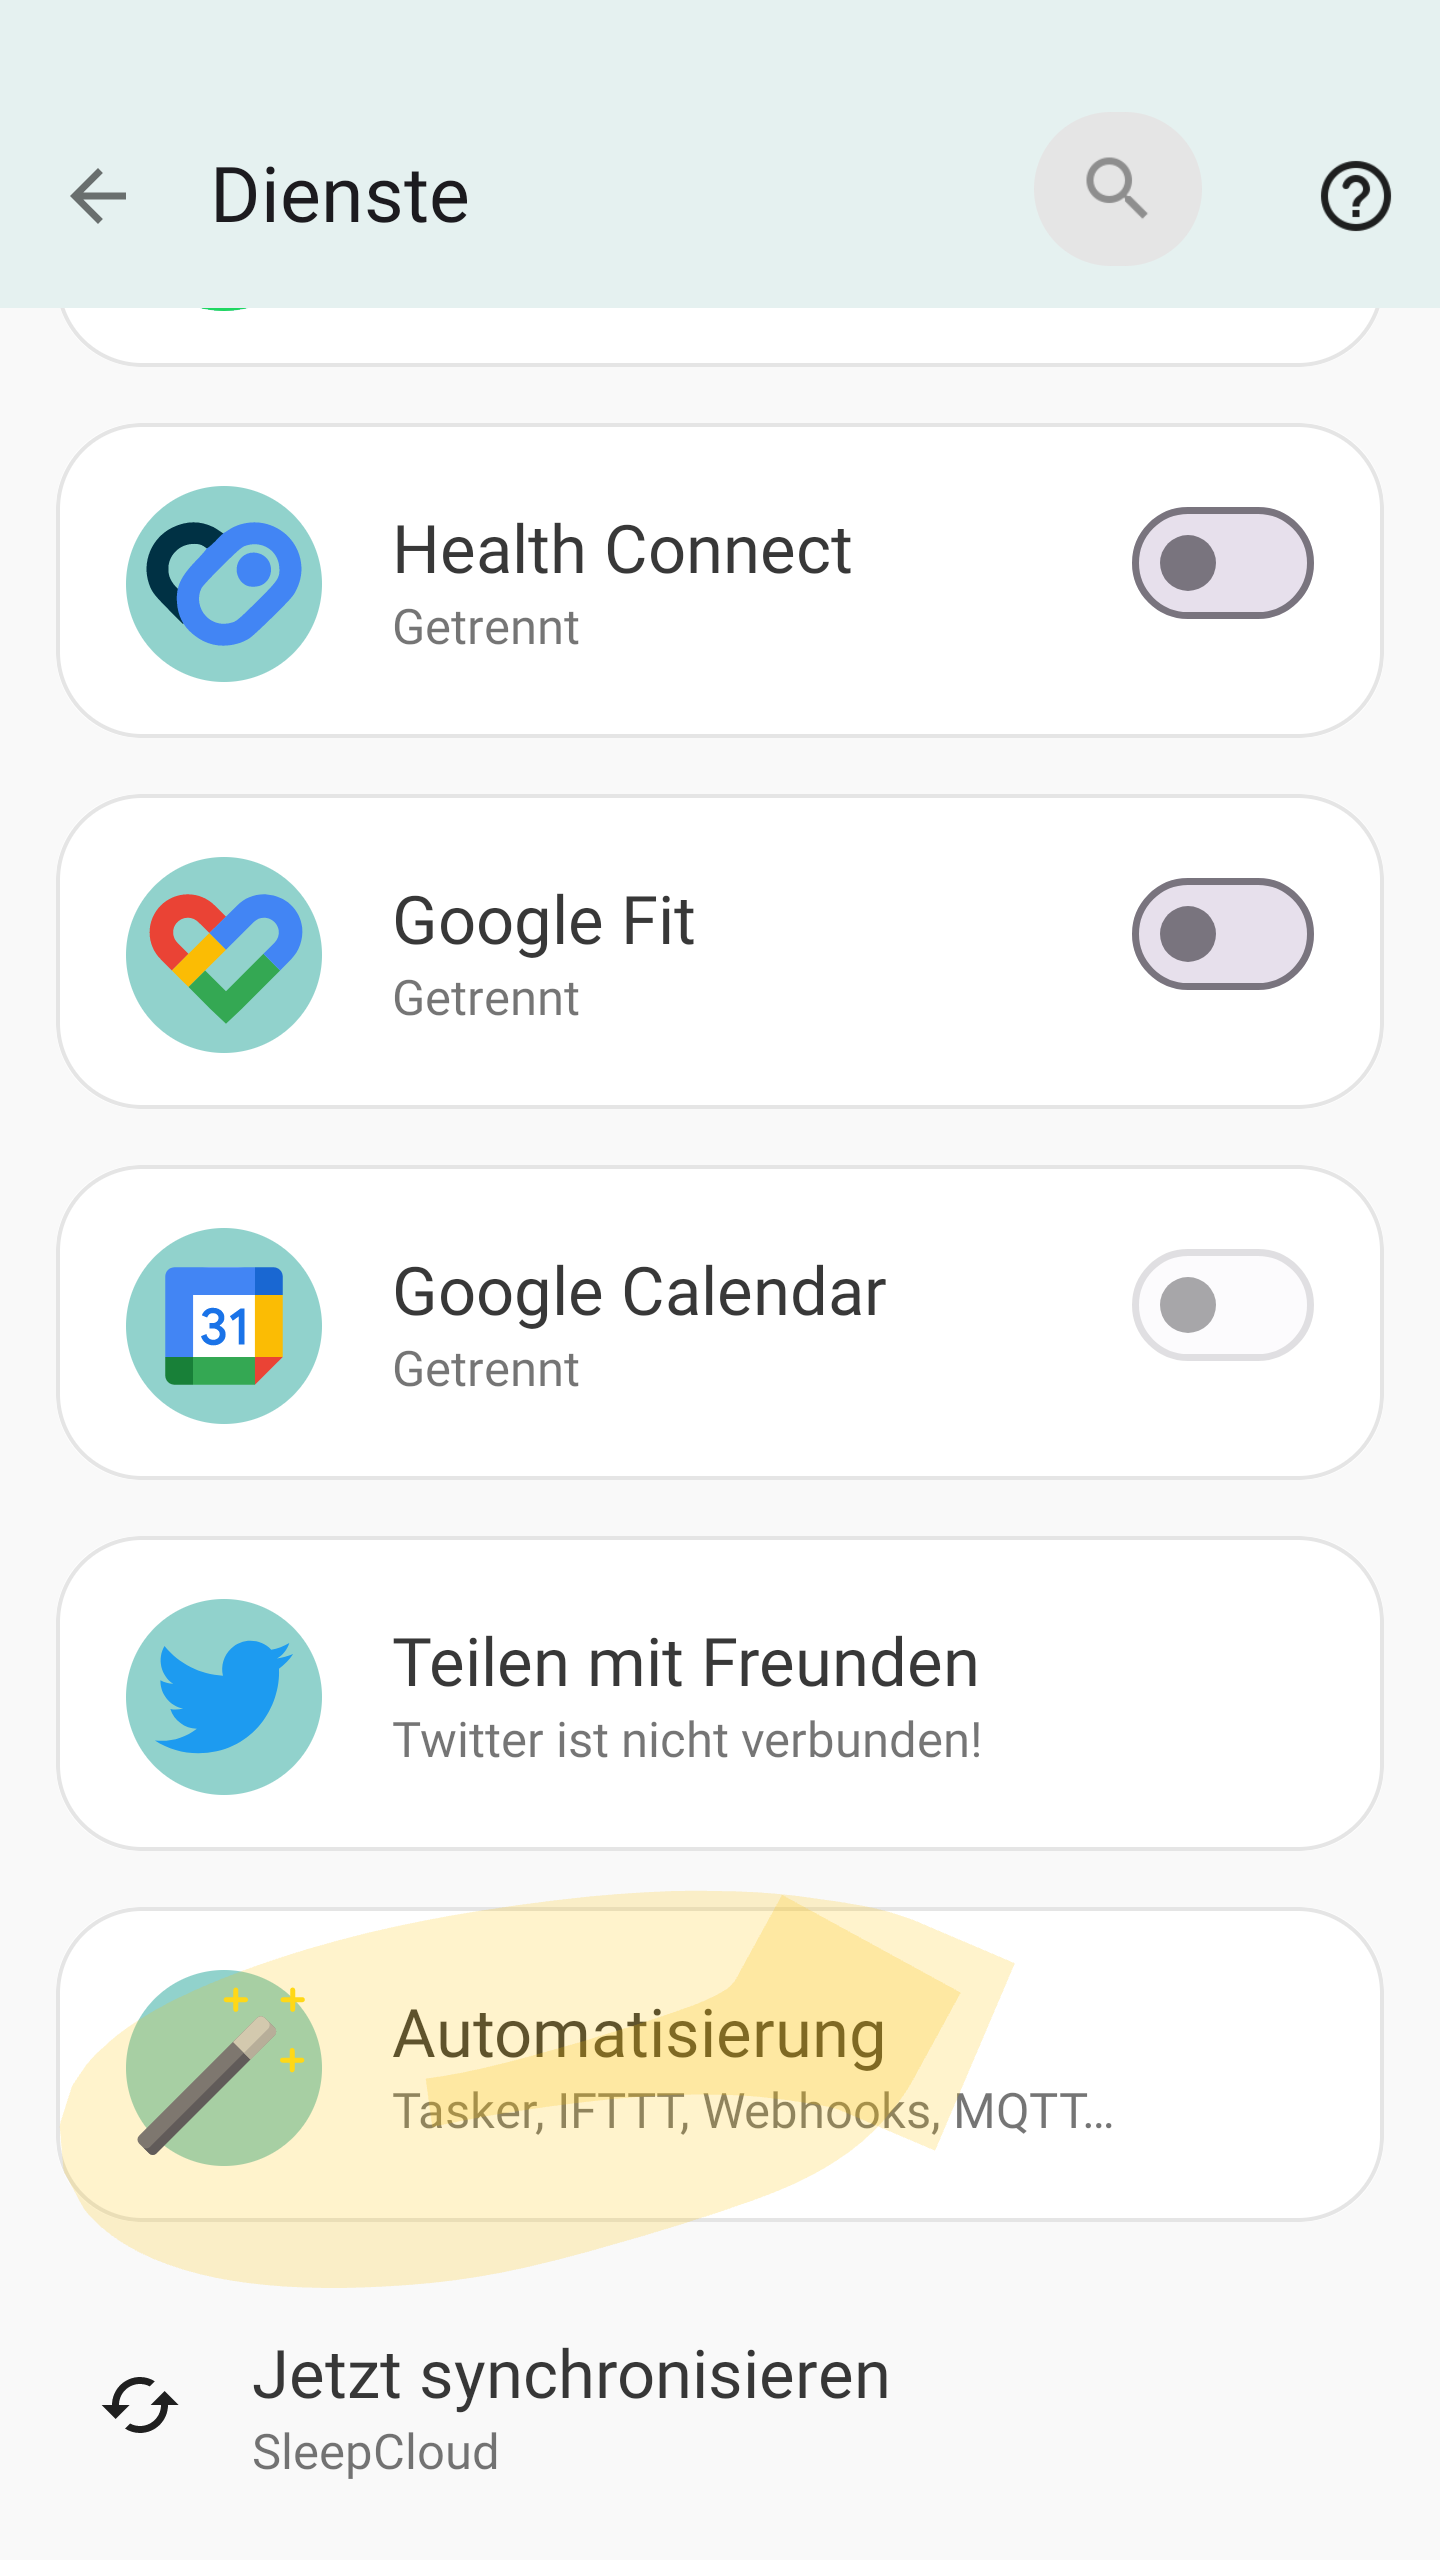 Dienste
Health Connect
Getrennt
Google Fit
Getrennt
31
Google Calendar
Getrennt
Teilen mit Freunden
Twitter ist nicht verbunden!
Automatisierung
Tasker, IFTTT, Webhooks, MQTT...
Jetzt synchronisieren
SleepCloud